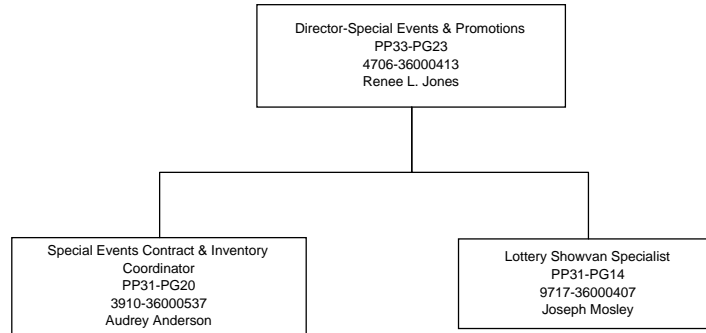 Director-Special Events & Promotions
PP33-PG23
4706-36000413
Renee L. Jones
Special Events Contract & Inventory
Coordinator
PP31-PG20
3910-36000537
Audrey Anderson
Lottery Showvan Specialist
PP31-PG14
9717-36000407
Joseph Mosley